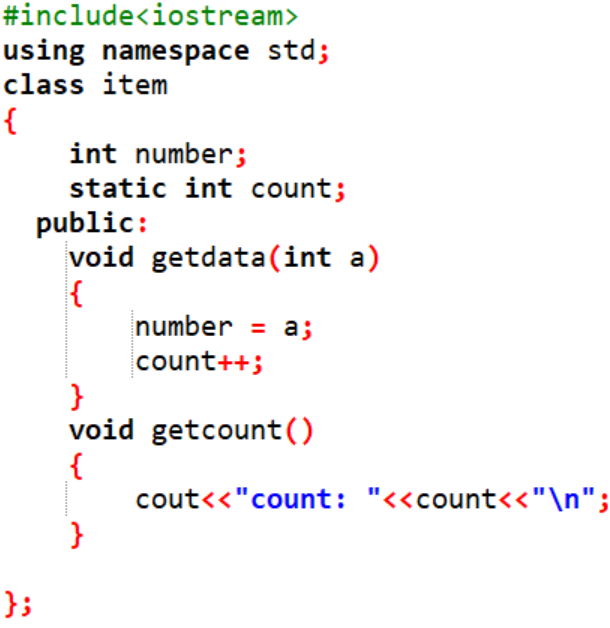 #include<iostream>
using namespace std;
class item
{
    int number;
    static int count;
  public:
    void getdata(int a)
    {
        number = a;
        count++;
    }
    void getcount()
    {
        cout<<"count: "<<count<<"\n";
    }

};